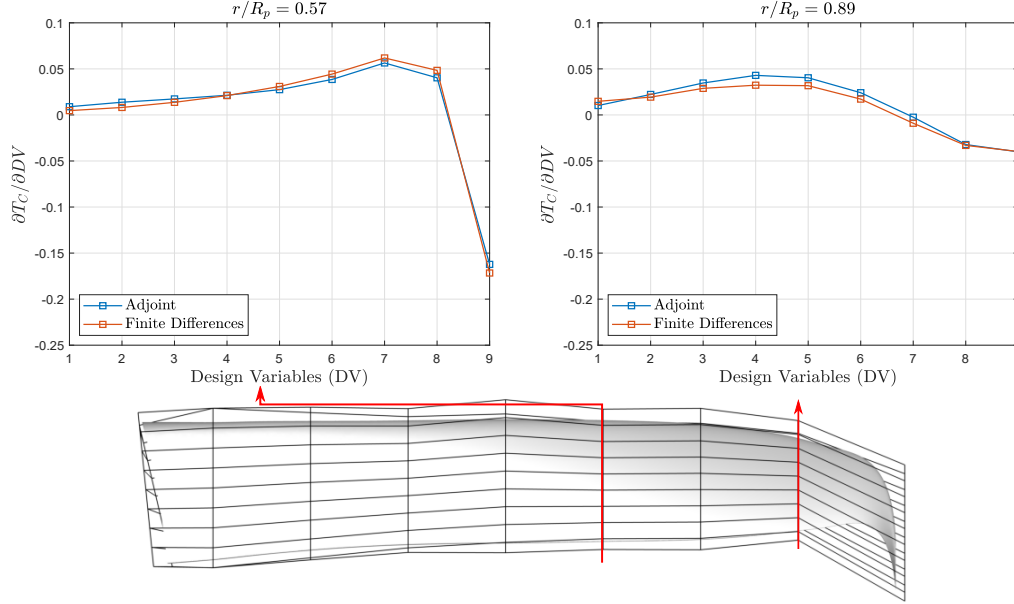 r/R_p = 0.57
0.1
0.05
0
-0.05
-0.1
-0.15
-0.2
-0.25
∂T_C/∂DV
Adjoint
Finite Differences
1 2 3 4 5 6 7 8 9
Design Variables (DV)
r/R_p = 0.89
0.1
0.05
0
-0.05
-0.1
-0.15
-0.2
-0.25
∂T_C/∂DV
Adjoint
Finite Differences
1 2 3 4 5 6 7 8
Design Variables (DV)